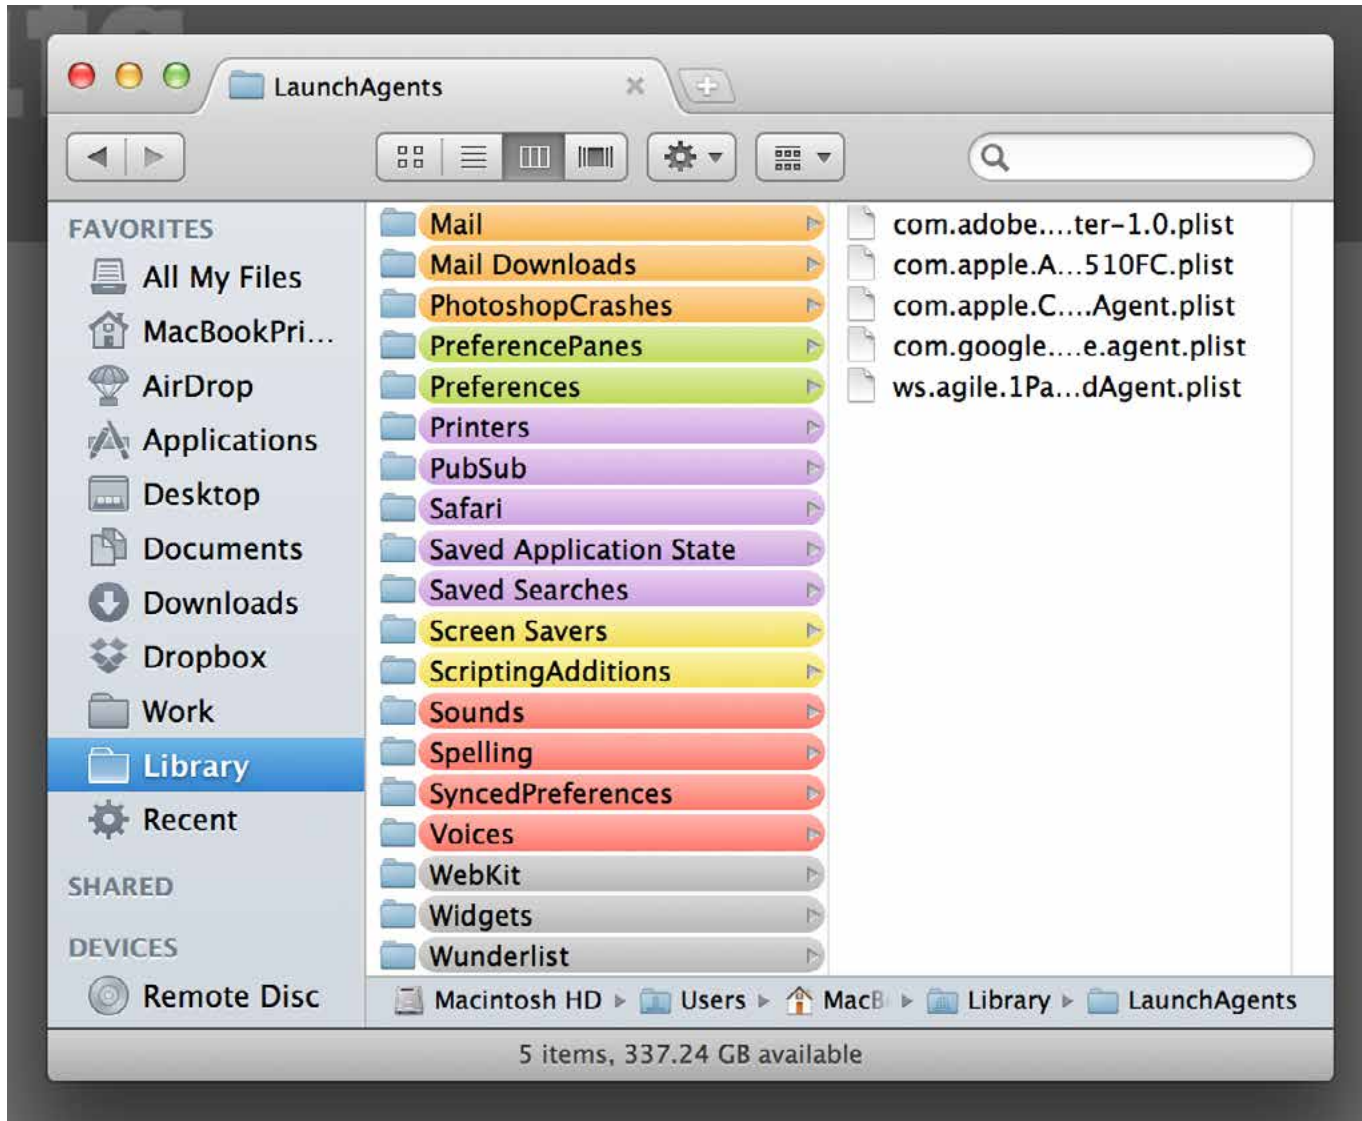 LaunchAgents
FAVORITES
All My Files
MacBookPri...
AirDrop
Applications
Desktop
Documents
Downloads
Dropbox
Work
Library
Recent
SHARED
DEVICES
Remote Disc
Mail
Mail Downloads
PhotoshopCrashes
PreferencePanes
Preferences
Printers
PubSub
Safari
Saved Application State
Saved Searches
Screen Savers
ScriptingAdditions
Sounds
Spelling
SyncedPreferences
Voices
WebKit
Widgets
Wunderlist
com.adobe....ter-1.0.plist
com.apple.A...510FC.plist
com.apple.C....Agent.plist
com.google....e.agent.plist
ws.agile.1Pa...dAgent.plist
Macintosh HD ▸ Users ▸ MacB ▸ Library ▸ LaunchAgents
5 items, 337.24 GB available